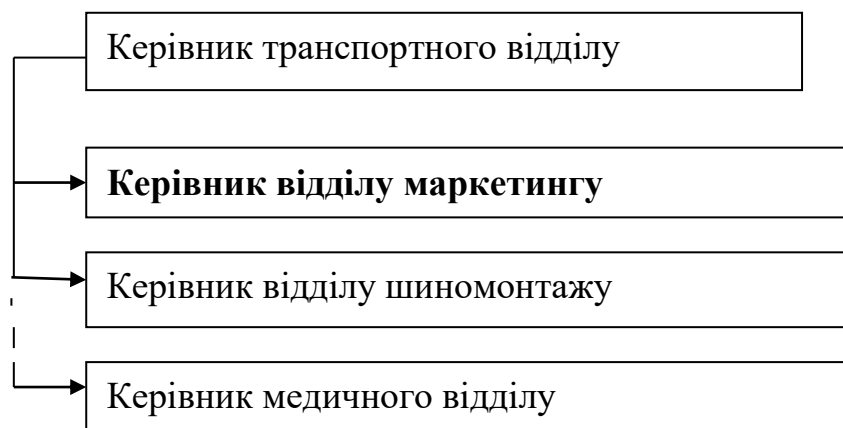 Керівник транспортного відділу
Керівник відділу маркетингу
Керівник відділу шиномонтажу
Керівник медичного відділу